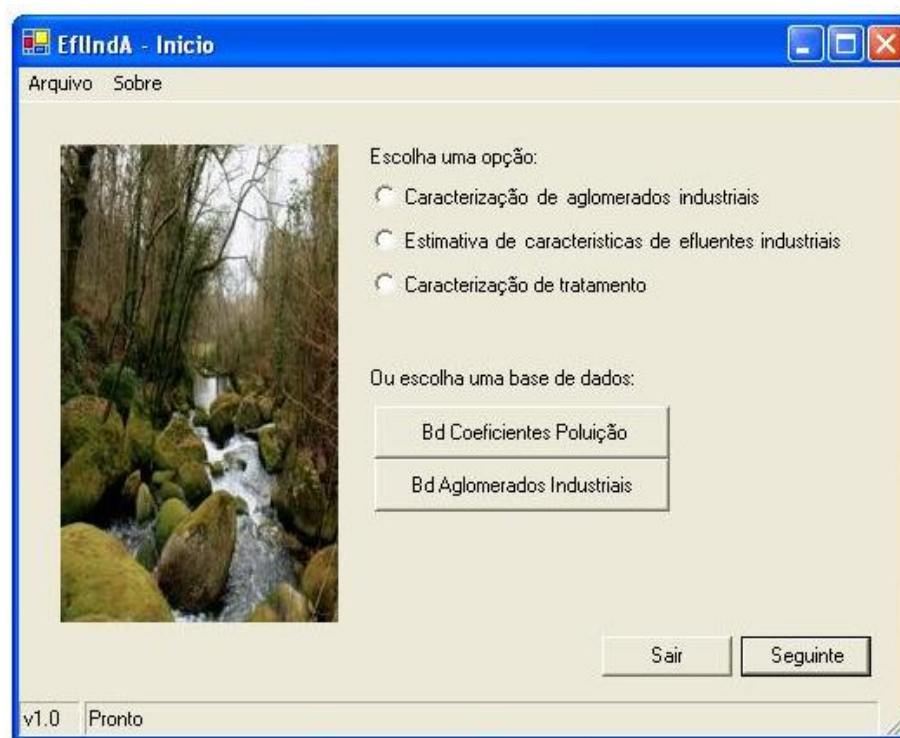 EflIndA - Inicio
Arquivo Sobre
Escolha uma opção:
Caracterização de aglomerados industriais
Estimativa de caracteristicas de efluentes industriais
Caracterização de tratamento
Ou escolha uma base de dados:
Bd Coeficientes Poluição
Bd Aglomerados Industriais
Sair Seguinte
v1.0 Pronto